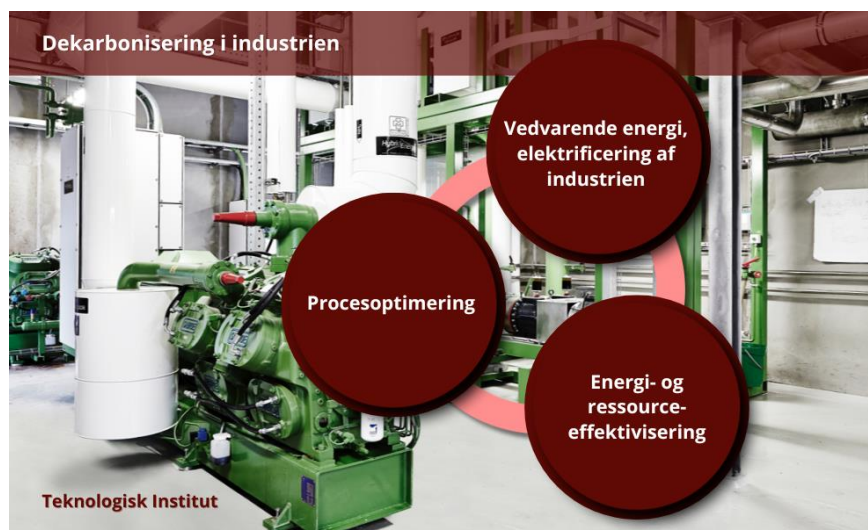 Dekarbonisering i industrien
Vedvarende energi,
elektrificering af
industrien
Procesoptimering
Energi- og
ressource-
effektivisering
Teknologisk Institut